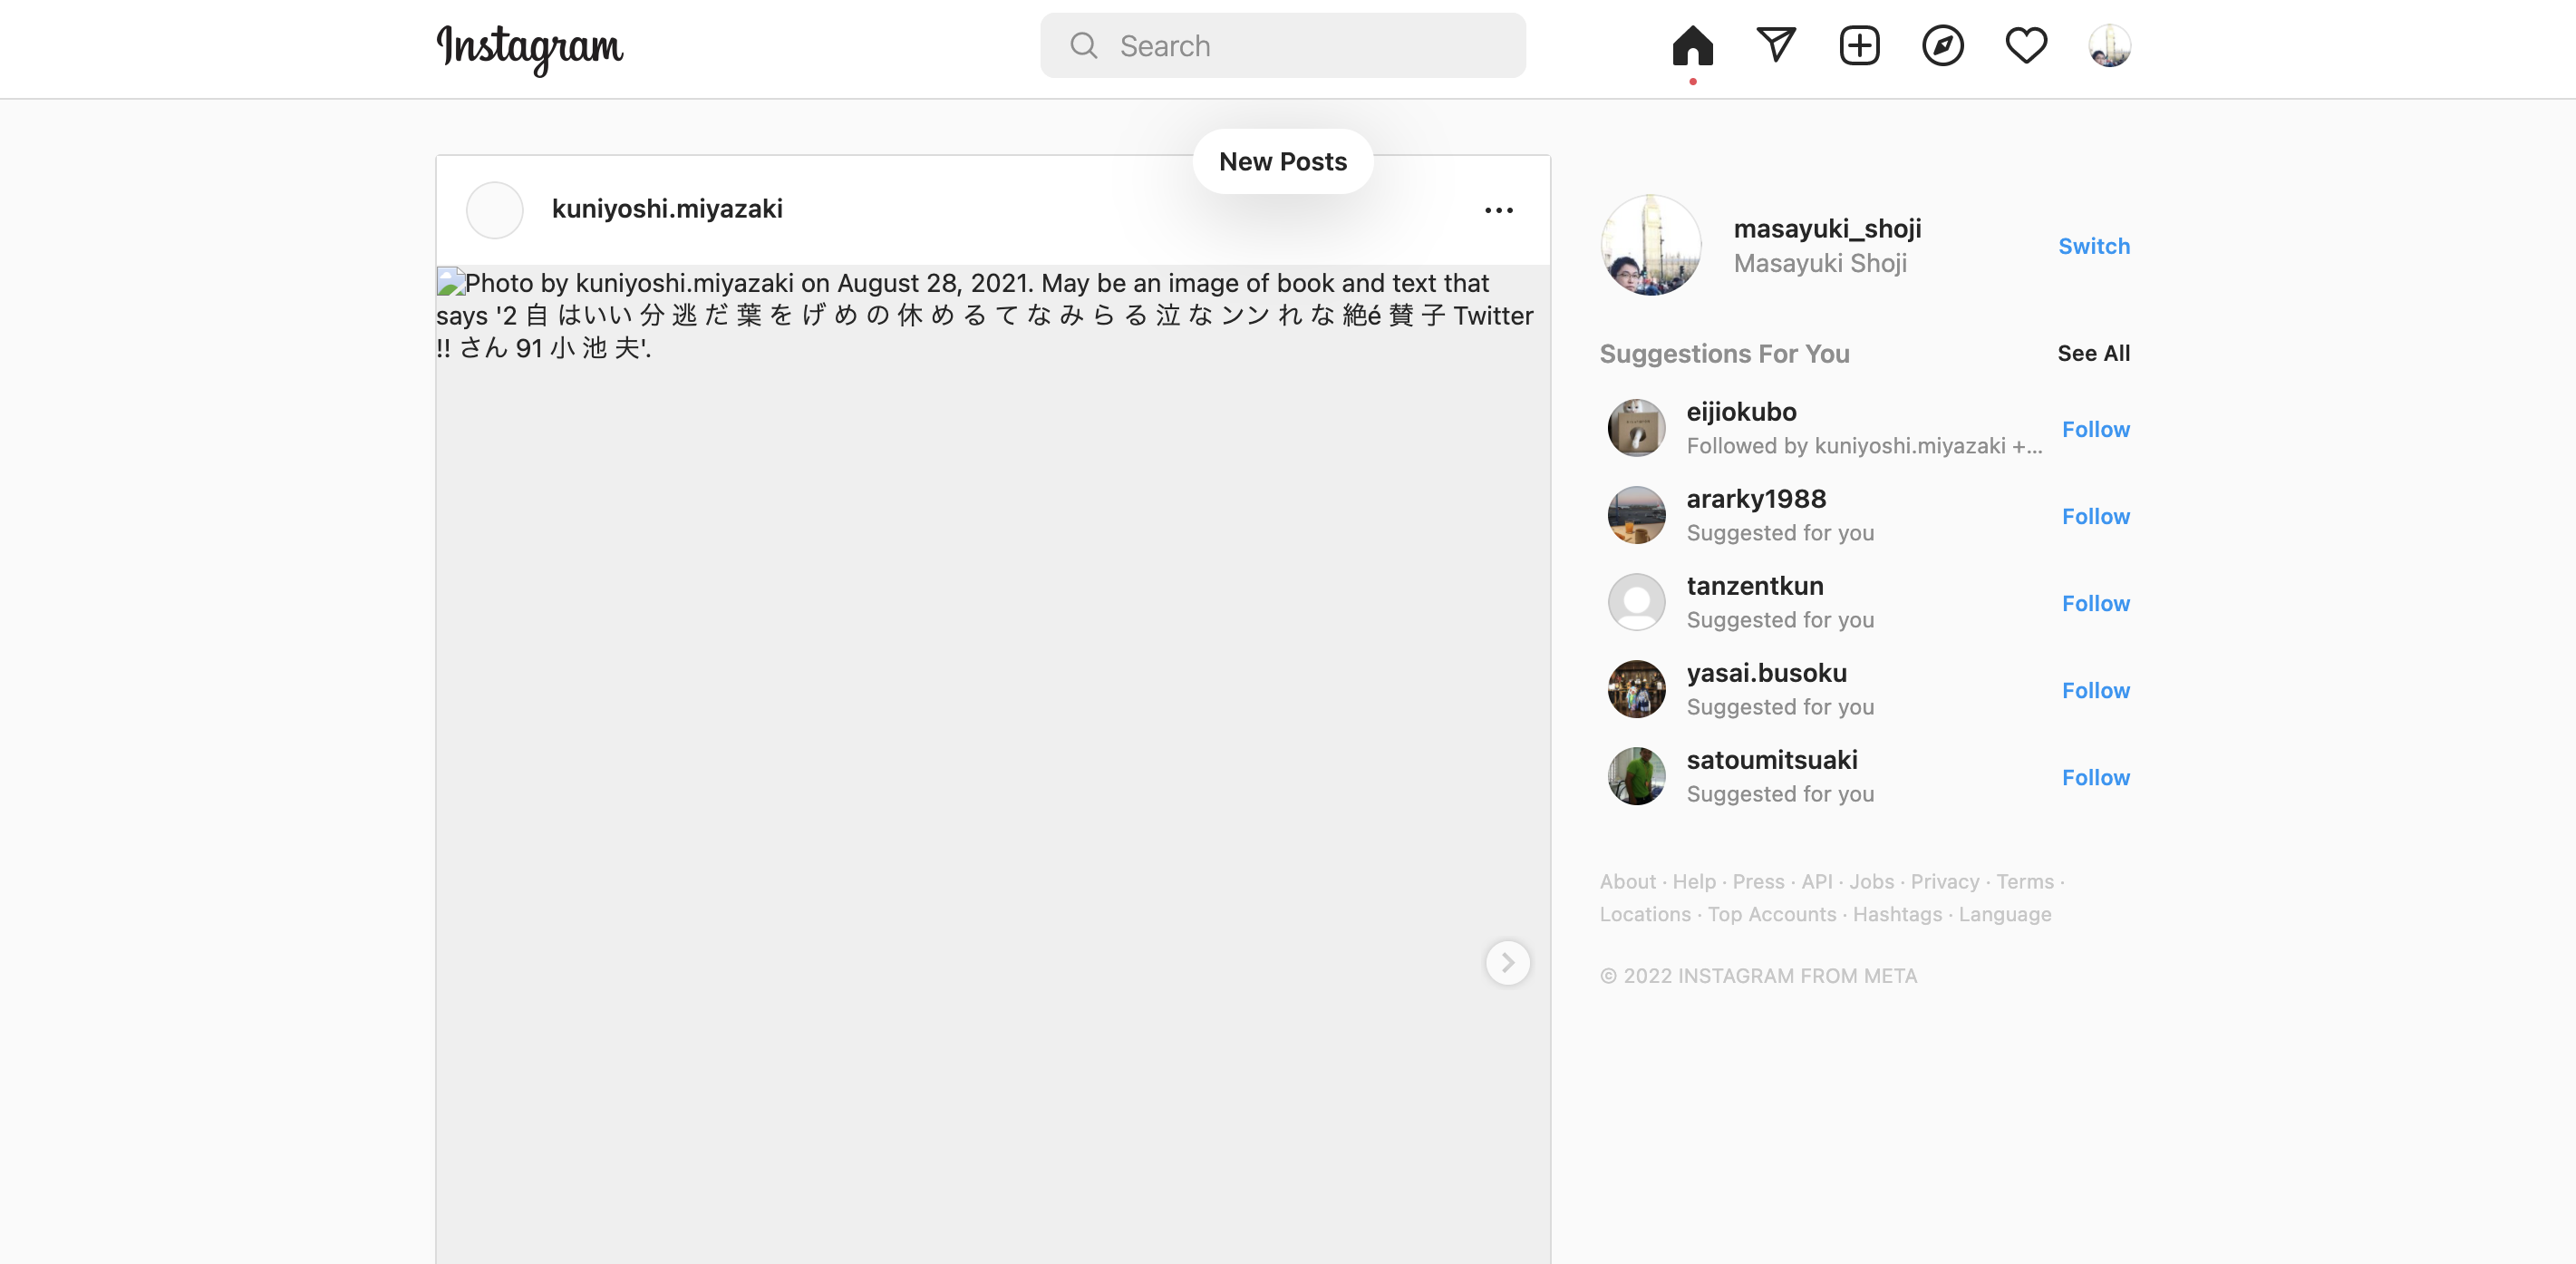 Instagram
Search
New Posts
kuniyoshi.miyazaki
Photo by kuniyoshi.miyazaki on August 28, 2021. May be an image of book and text that
says '2 自 はいい 分 逃 だ 葉 を げ め の 休 め る て な み ら る 泣 な ンン れ な 絶é 賛 子 Twitter
!! さん 91 小 池 夫'.
masayuki_shoji
Masayuki Shoji
Switch
Suggestions For You
See All
eijiokubo
Followed by kuniyoshi.miyazaki +...
Follow
ararky1988
Suggested for you
Follow
tanzentkun
Suggested for you
Follow
yasai.busoku
Suggested for you
Follow
satoumitsuaki
Suggested for you
Follow
About · Help · Press · API · Jobs · Privacy · Terms ·
Locations · Top Accounts · Hashtags · Language
© 2022 INSTAGRAM FROM META